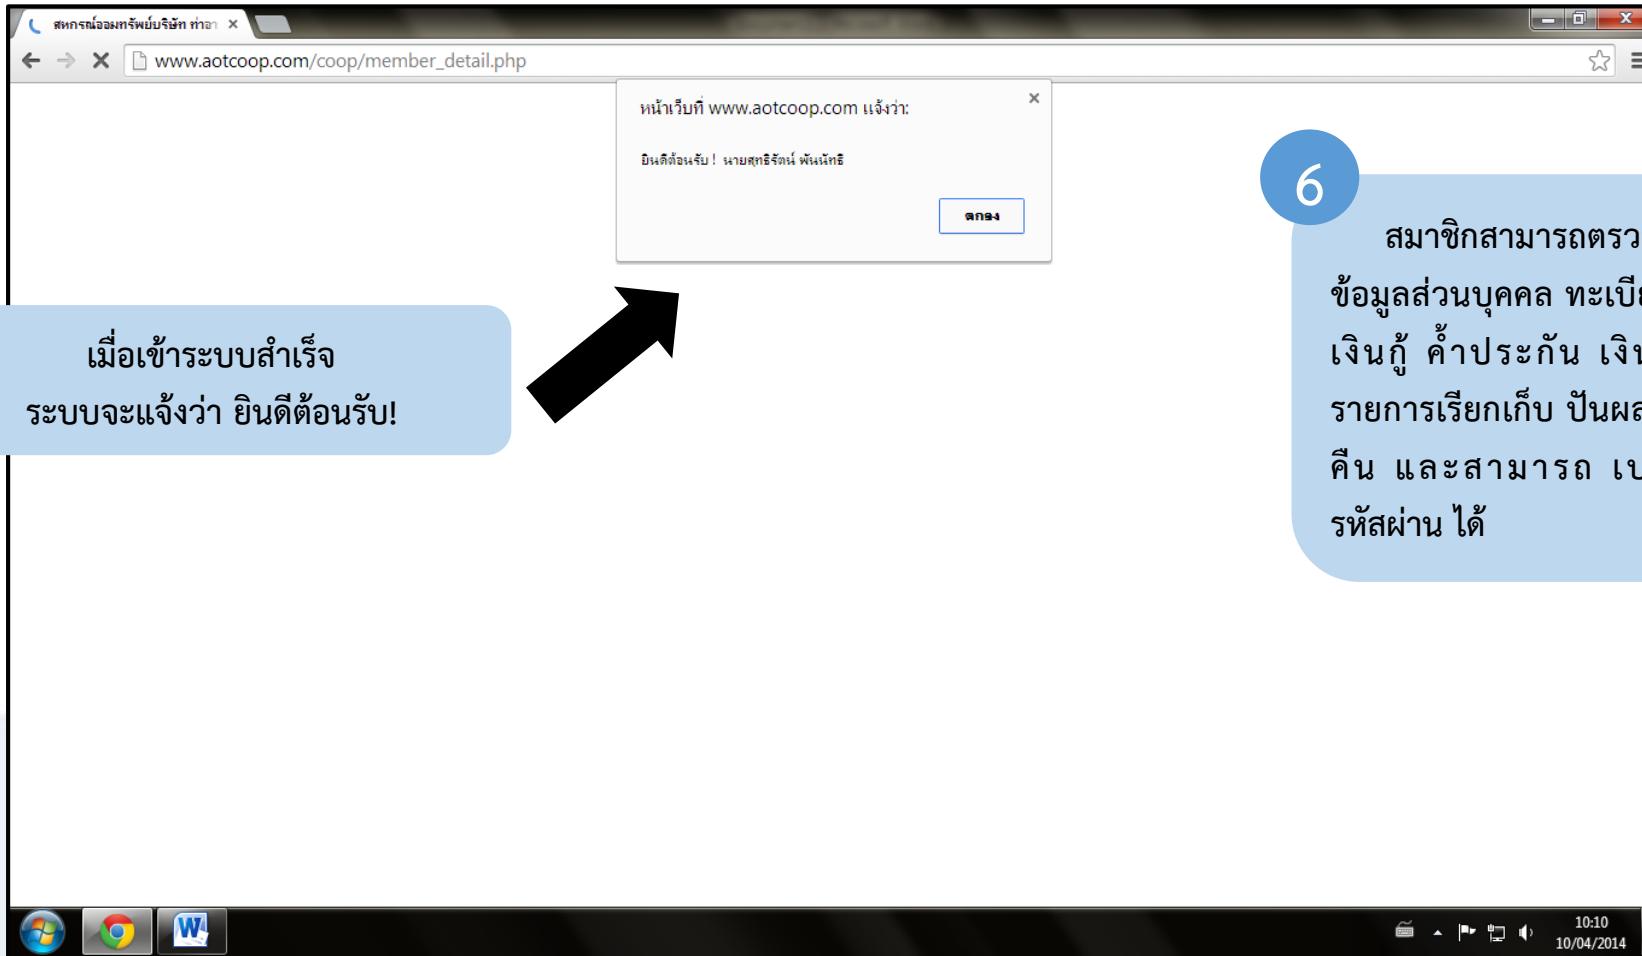 สหกรณ์ออมทรัพย์บริษัท ท่าอา
www.aotcoop.com/coop/member_detail.php
หน้าเว็บที่ www.aotcoop.com แจ้งว่า:
ยินดีต้อนรับ ! นายสุทธิรัตน์ พันนัทธี
ตกลง
6
สมาชิกสามารถตรว
ข้อมูลส่วนบุคคล ทะเบี
เงินกู้ ค้ำประกัน เงิน
รายการเรียกเก็บ ปันผล
คืน และสามารถ เป
รหัสผ่าน ได้
เมื่อเข้าระบบสำเร็จ
ระบบจะแจ้งว่า ยินดีต้อนรับ!
10:10
10/04/2014